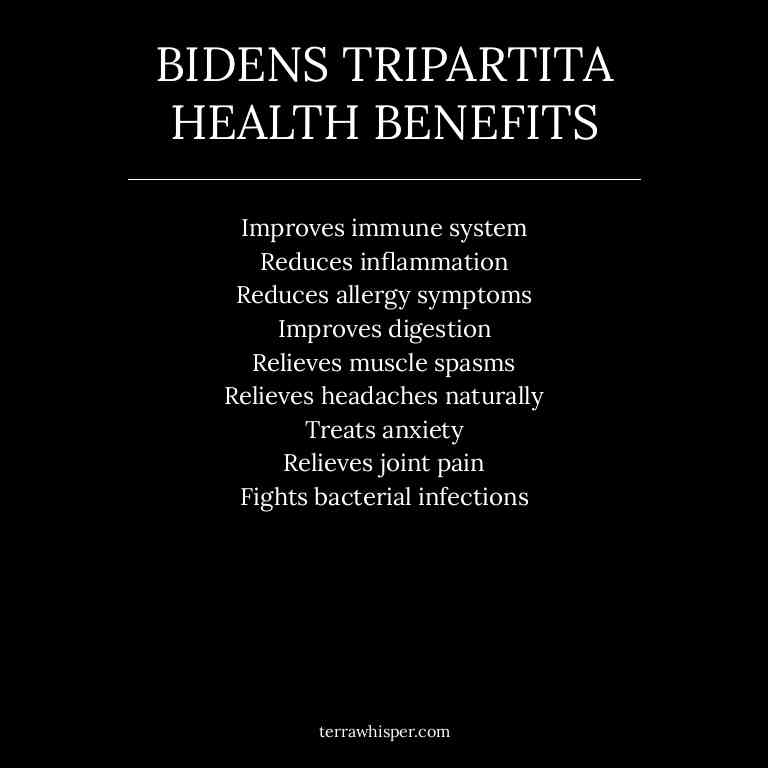 BIDENS TRIPARTITA
HEALTH BENEFITS
Improves immune system
Reduces inflammation
Reduces allergy symptoms
Improves digestion
Relieves muscle spasms
Relieves headaches naturally
Treats anxiety
Relieves joint pain
Fights bacterial infections
terrawhisper.com